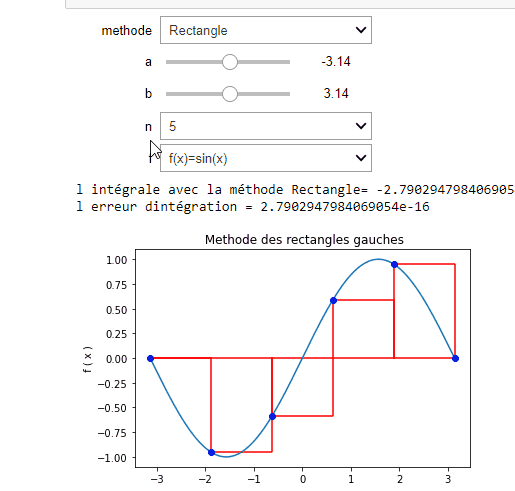 methode Rectangle
a -3.14
b 3.14
n 5
f(x)=sin(x)
l intégrale avec la méthode Rectangle= -2.7902947984069054
l erreur dintégration = 2.7902947984069054e-16
Methode des rectangles gauches
1.00
0.75
0.50
0.25
0.00
−0.25
−0.50
−0.75
−1.00
f ( x )
−3 −2 −1 0 1 2 3